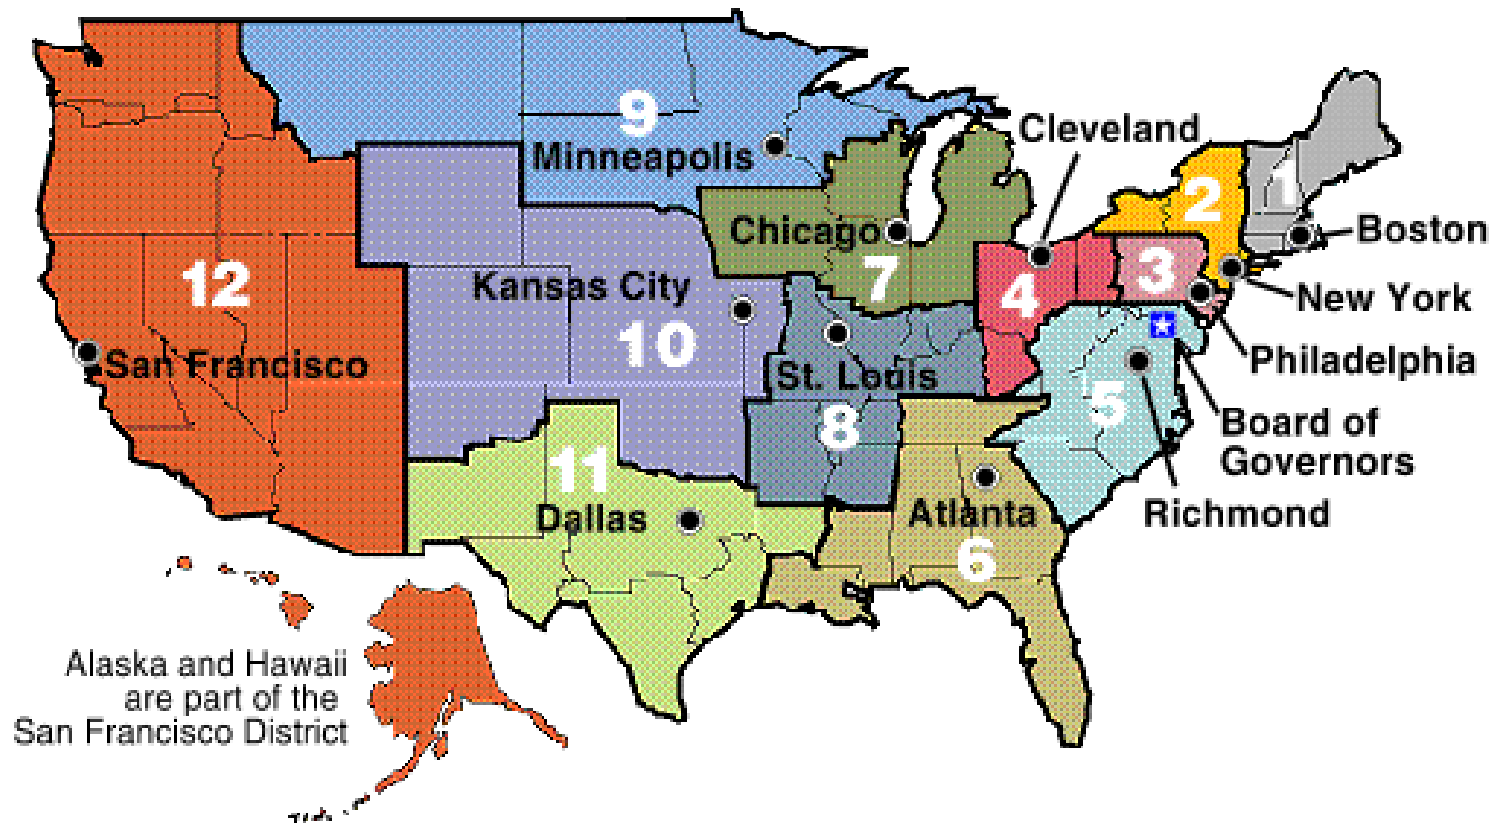 Cleveland
9
Minneapolis
2
1
Chicago
Boston
12
Kansas City
7
4
3
New York
10
San Francisco
St. Louis
Philadelphia
8
5
Board of
Governors
11
Dallas
Atlanta
Richmond
6
Alaska and Hawaii
are part of the
San Francisco District